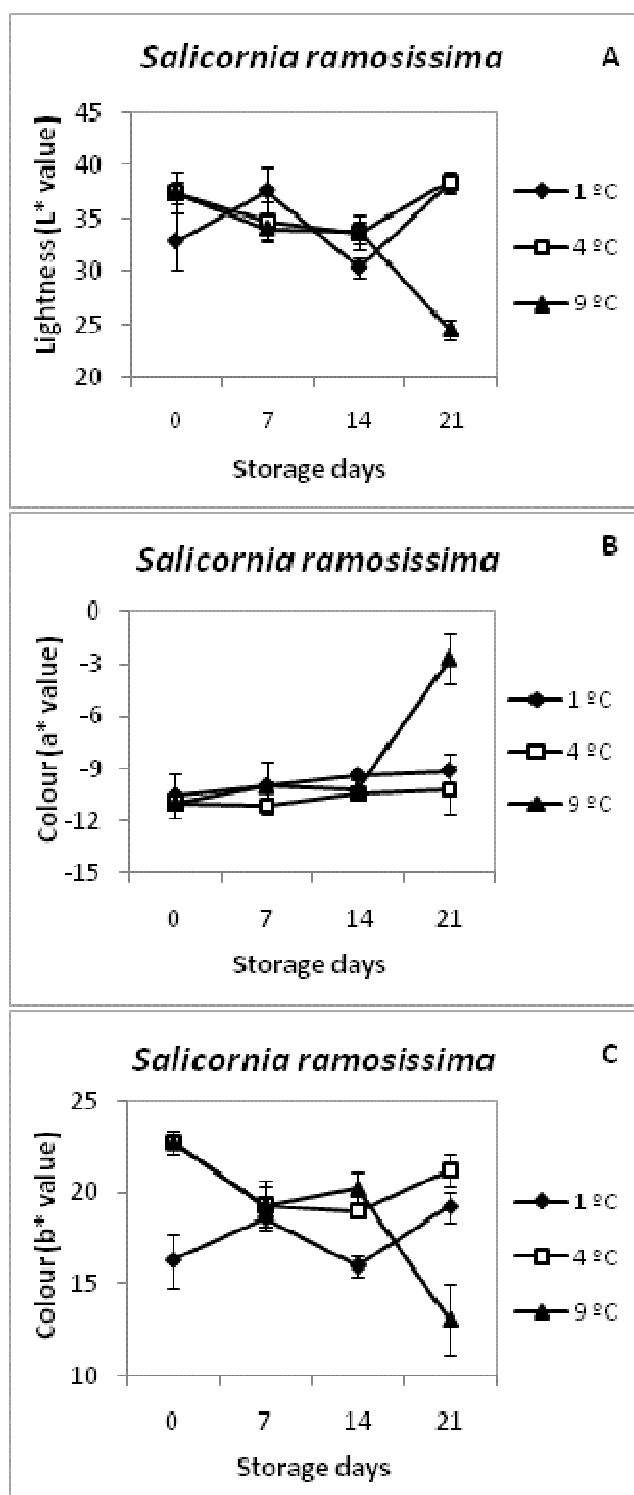 Salicornia ramosissima
A
45
40
35
30
25
20
Lightness (L* value)
0 7 14 21
Storage days
1 ºC
4 ºC
9 ºC
Salicornia ramosissima
B
0
-3
-6
-9
-12
-15
Colour (a* value)
0 7 14 21
Storage days
1 ºC
4 ºC
9 ºC
Salicornia ramosissima
C
25
20
15
10
Colour (b* value)
0 7 14 21
Storage days
1 ºC
4 ºC
9 ºC